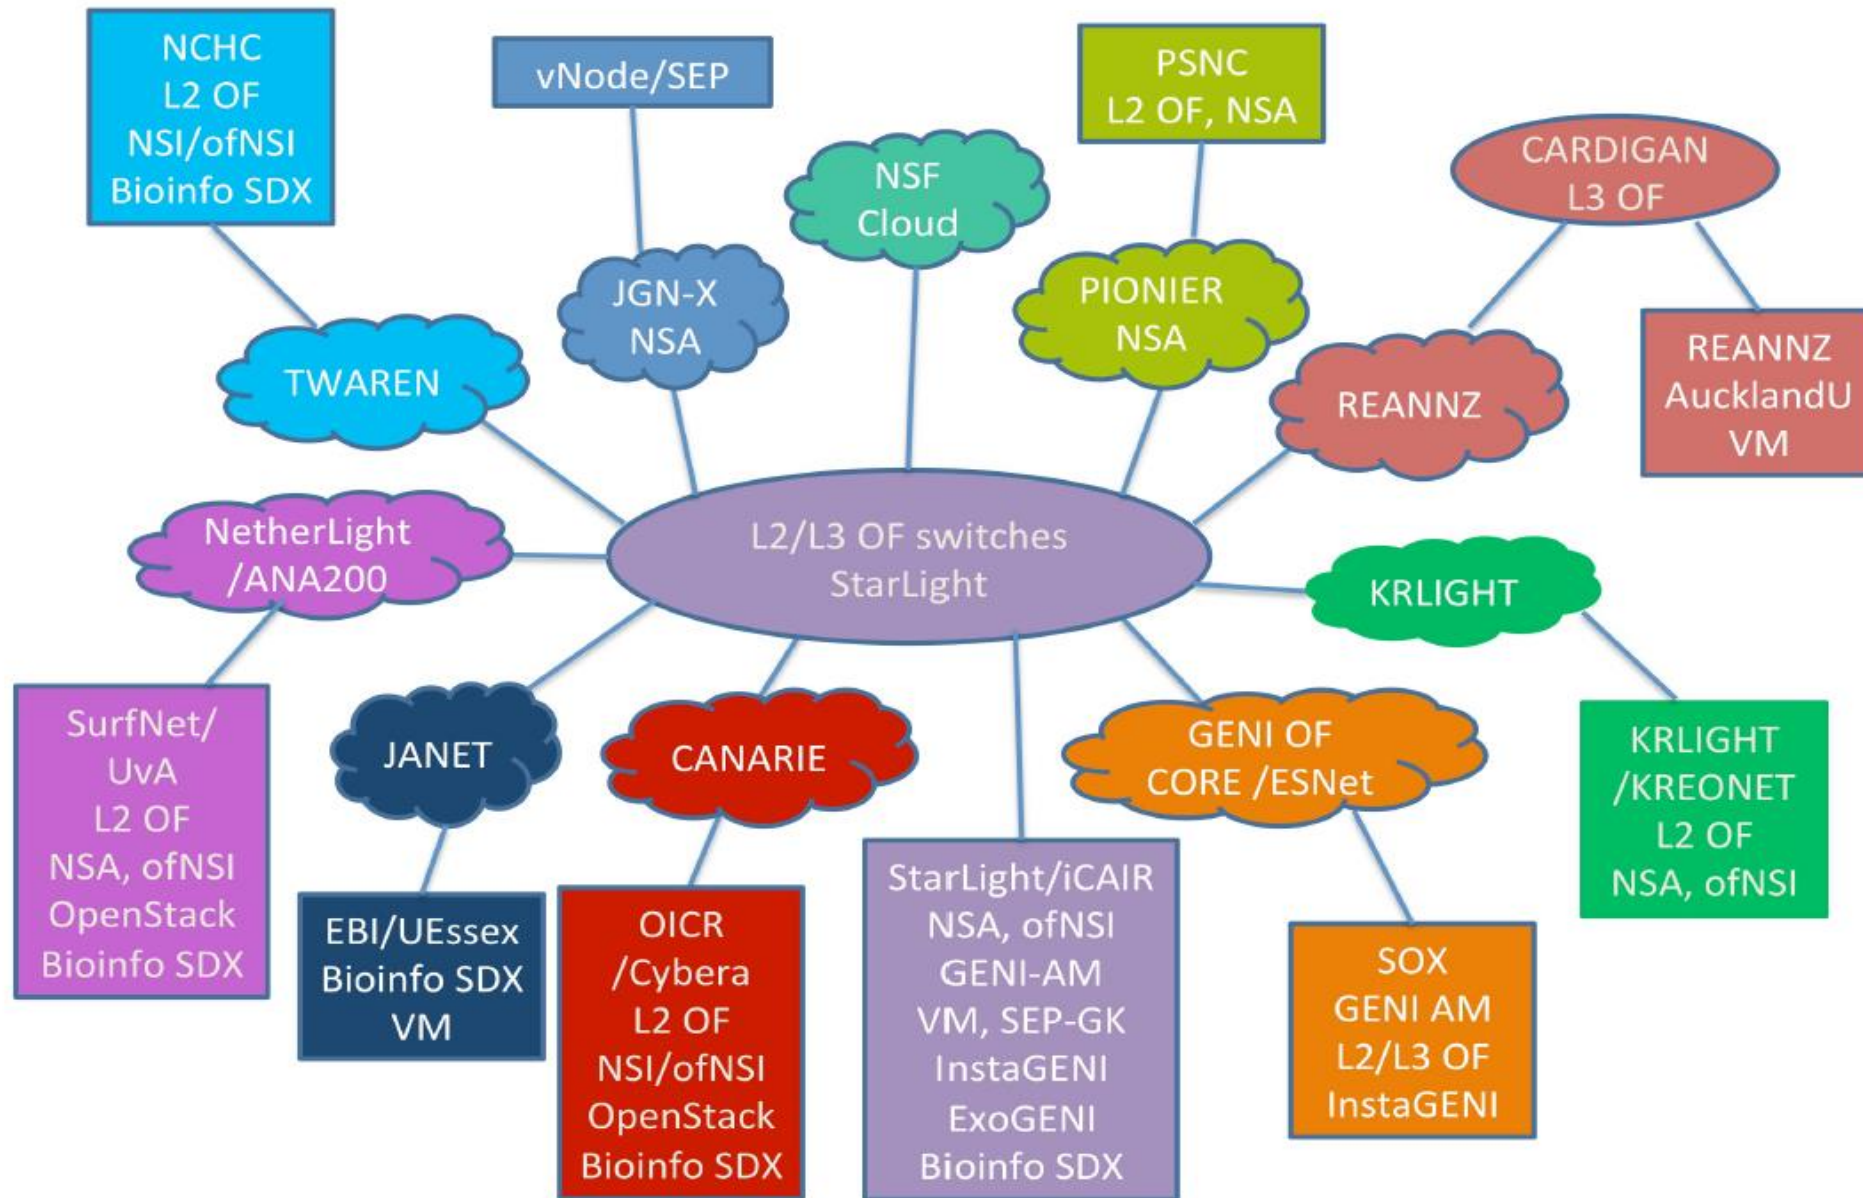 NCHC
L2 OF
NSI/ofNSI
Bioinfo SDX
vNode/SEP
PSNC
L2 OF, NSA
NSF
Cloud
CARDIGAN
L3 OF
JGN-X
NSA
PIONIER
NSA
TWAREN
REANNZ
REANNZ
AucklandU
VM
NetherLight
/ANA200
L2/L3 OF switches
StarLight
KRLIGHT
SurfNet/
UvA
L2 OF
NSA, ofNSI
OpenStack
Bioinfo SDX
JANET
CANARIE
GENI OF
CORE /ESNet
KRLIGHT
/KREONET
L2 OF
NSA, ofNSI
EBI/UEssex
Bioinfo SDX
VM
OICR
/Cybera
L2 OF
NSI/ofNSI
OpenStack
Bioinfo SDX
StarLight/iCAIR
NSA, ofNSI
GENI-AM
VM, SEP-GK
InstaGENI
ExoGENI
Bioinfo SDX
SOX
GENI AM
L2/L3 OF
InstaGENI